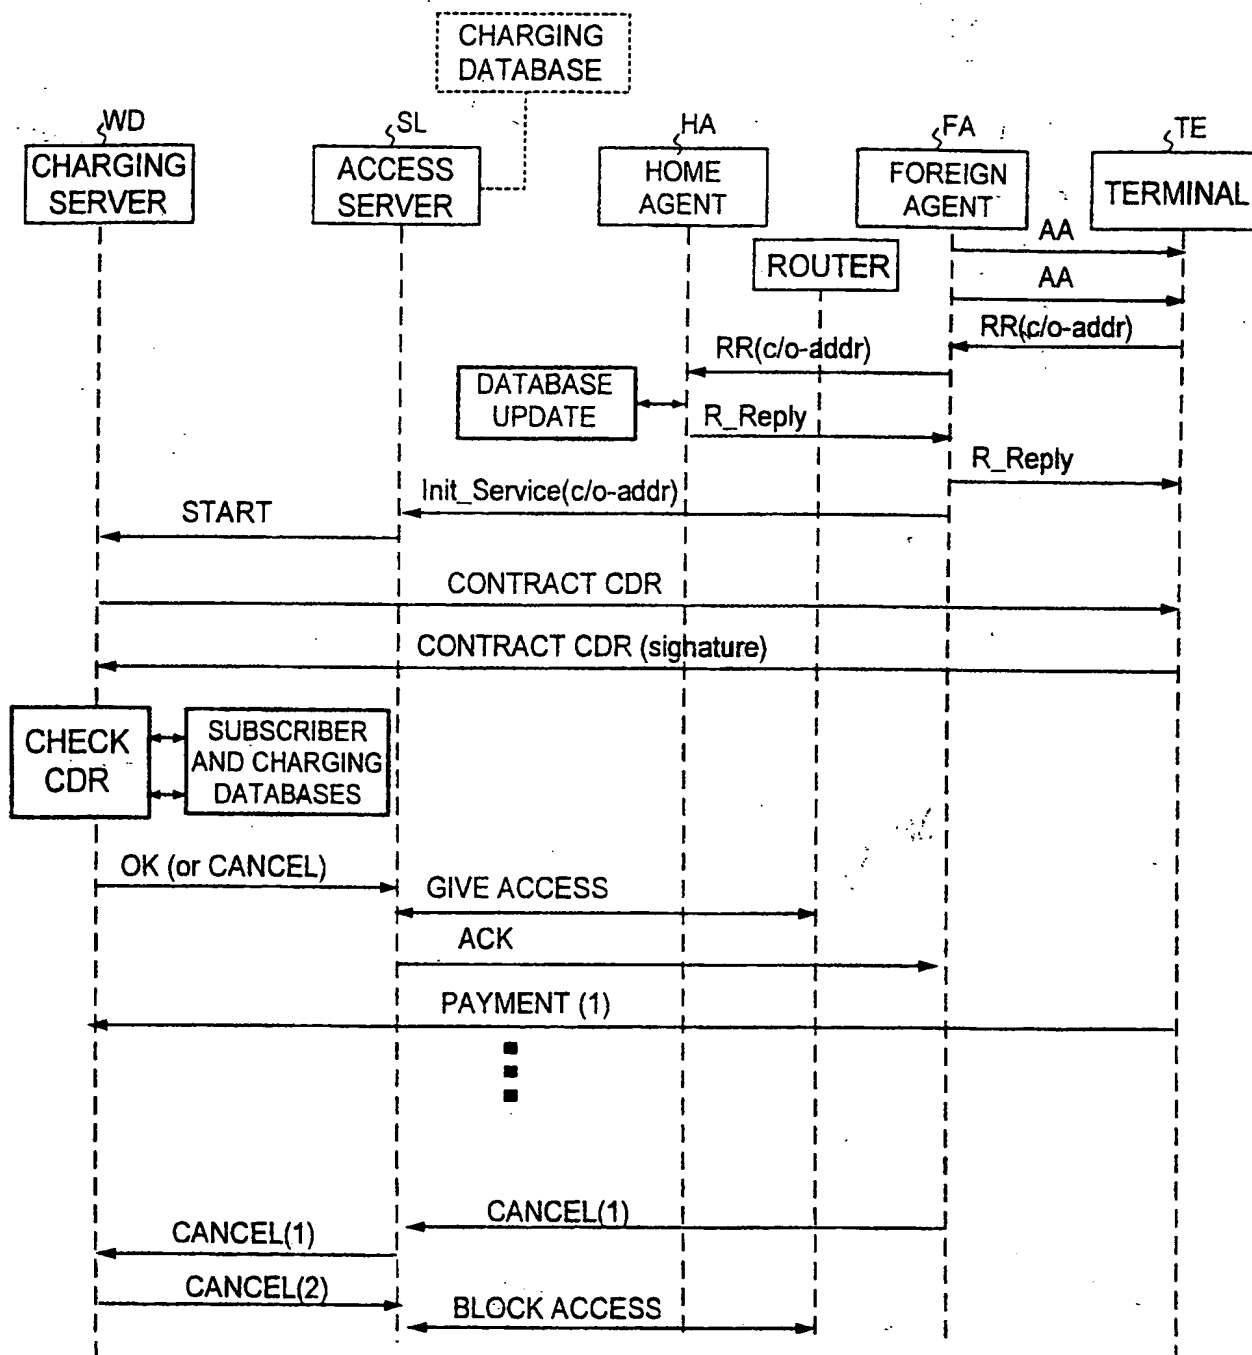 CHARGING
DATABASE
WD
SL
HA
FA
TE
CHARGING
SERVER
ACCESS
SERVER
HOME
AGENT
FOREIGN
AGENT
TERMINAL
AA
ROUTER
AA
RR(c/o-addr)
RR(c/o-addr)
DATABASE
UPDATE
R_Reply
R_Reply
Init_Service(c/o-addr)
START
CONTRACT CDR
CONTRACT CDR (signature)
CHECK
CDR
SUBSCRIBER
AND CHARGING
DATABASES
OK (or CANCEL)
GIVE ACCESS
ACK
PAYMENT (1)
CANCEL(1)
CANCEL(1)
CANCEL(2)
BLOCK ACCESS